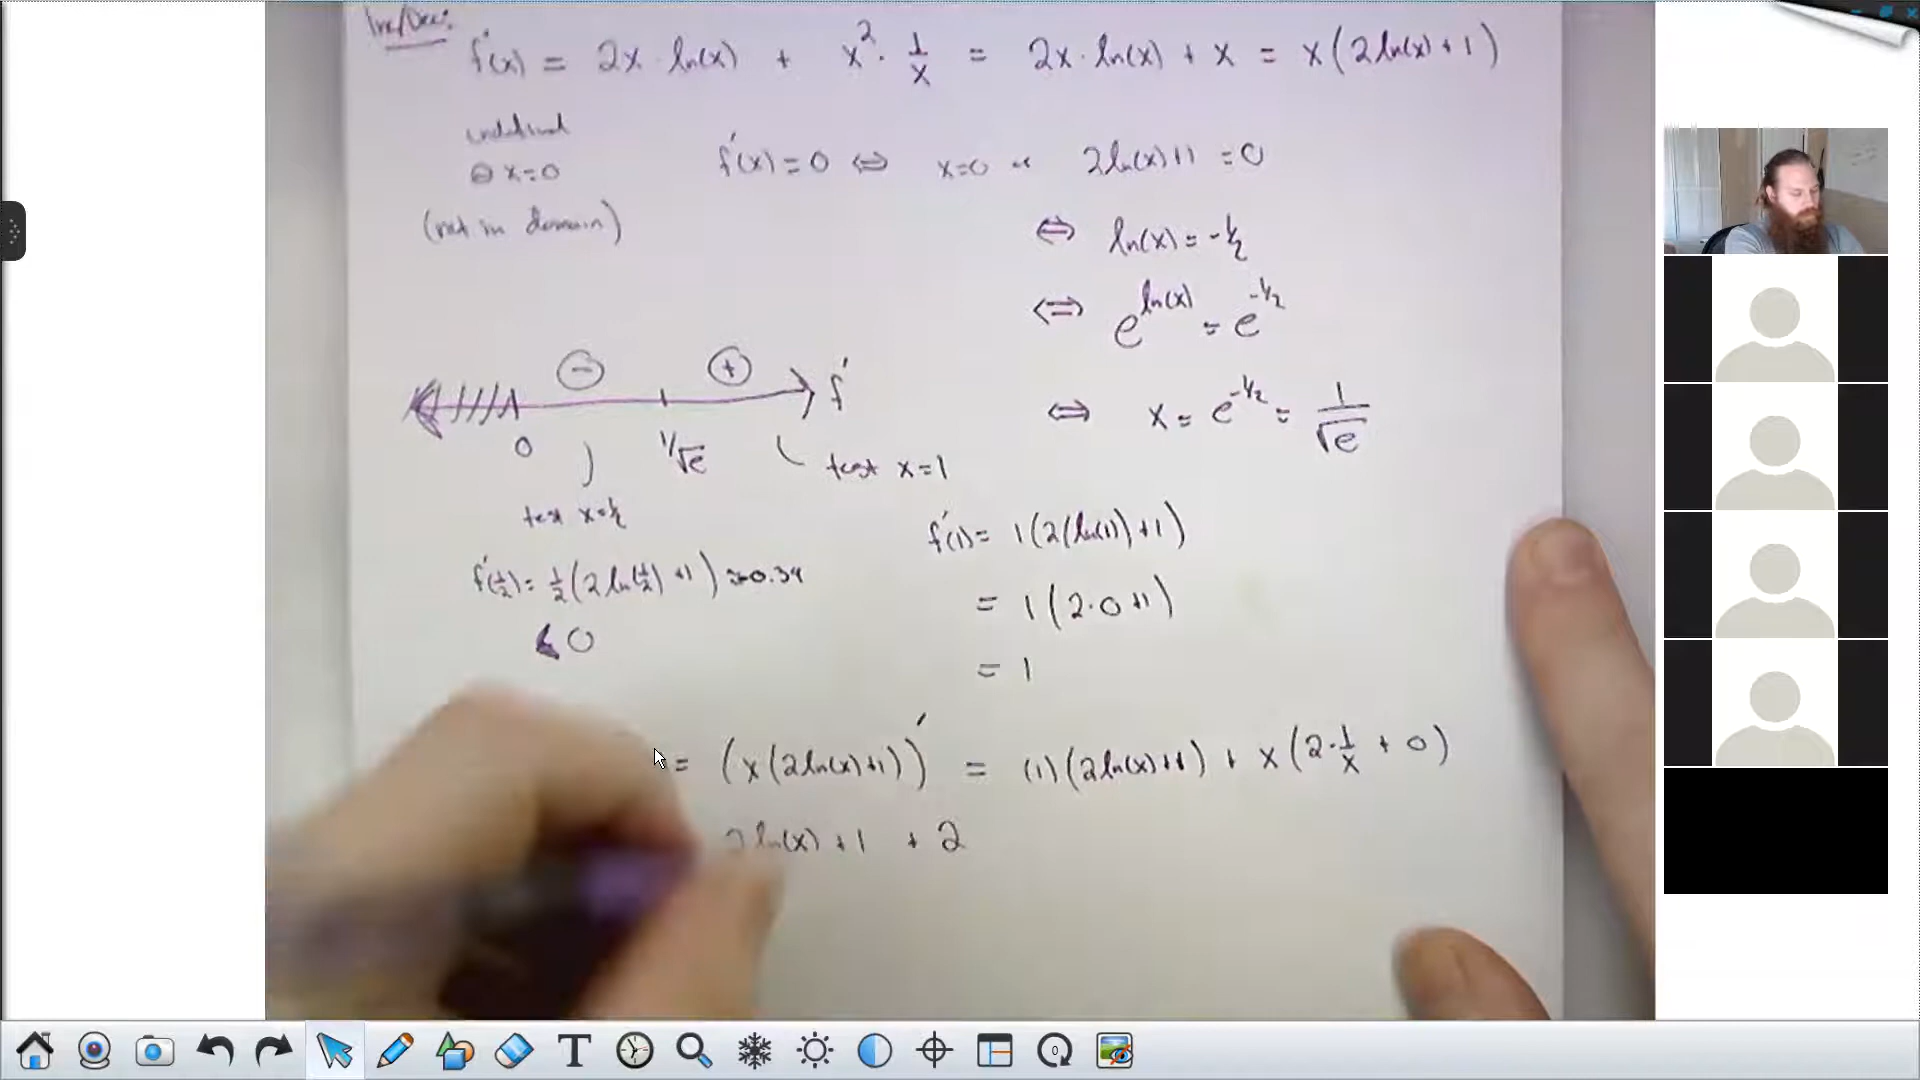 Inc/Dec:
f'(x) = 2x · ln(x) + x² · 1/x = 2x · ln(x) + x = x(2ln(x)+1)
undefined
@ x=0
(not in domain)
f'(x)=0 ⇔ x=0 or 2ln(x)+1 =0
⇔ ln(x)= -1/2
⇔ e^ln(x) = e^-1/2
⇔ x = e^-1/2 = 1/√e
− + f'
0 1/√e
test x=1/2
test x=1
f'(1/2)= 1/2(2ln(1/2)+1)
< 0
f'(1)= 1(2(ln(1))+1)
= 1(2·0+1)
= 1
= (x(2ln(x)+1))' = (1)(2ln(x)+1) + x(2·1/x + 0)
2ln(x)+1 + 2
T
0